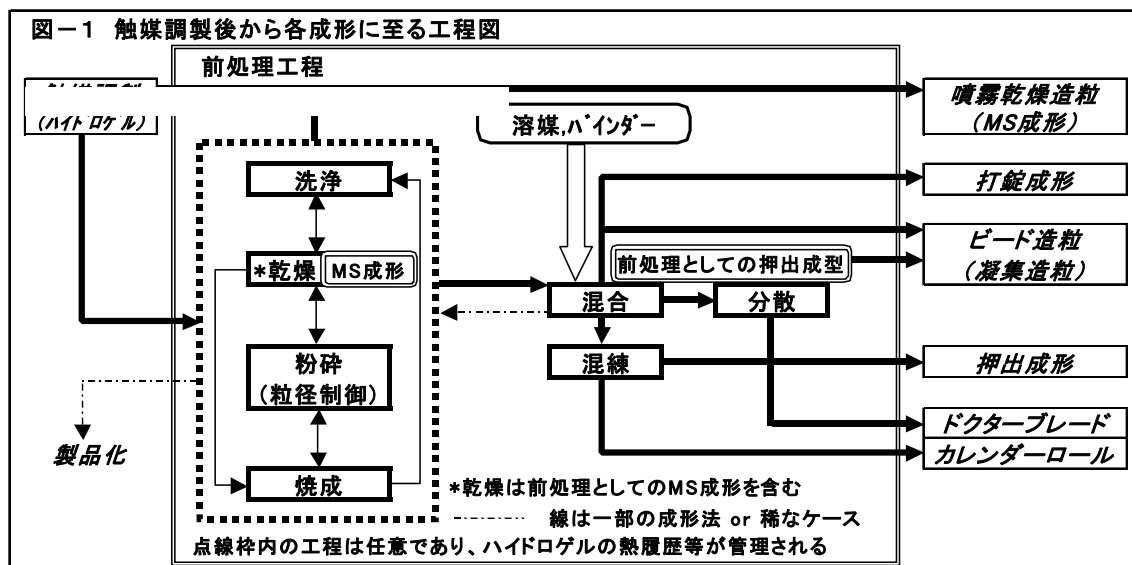 図－1 触媒調製後から各成形に至る工程図
前処理工程
(ハイドロゲル)
溶媒,バインダー
噴霧乾燥造粒
(MS成形)
洗浄
打錠成形
ビード造粒
(凝集造粒)
*乾燥
MS成形
前処理としての押出成型
混合
分散
粉砕
(粒径制御)
混練
押出成形
ドクターブレード
カレンダーロール
製品化
焼成
*乾燥は前処理としてのMS成形を含む
線は一部の成形法 or 稀なケース
点線枠内の工程は任意であり、ハイドロゲルの熱履歴等が管理される